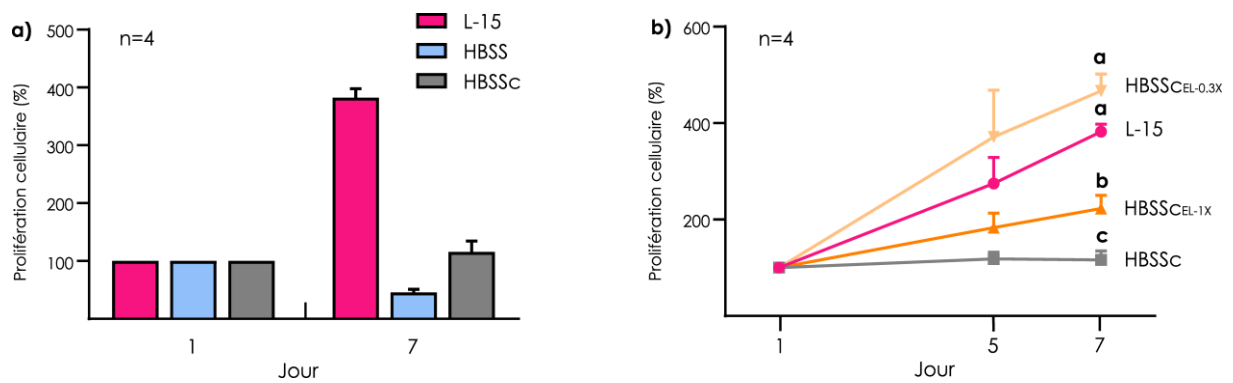 a)
n=4
L-15
HBSS
HBSSc
Prolifération cellulaire (%)
500
400
300
200
100
1
7
Jour
b)
n=4
Prolifération cellulaire (%)
600
400
200
a
HBSScEL-0.3X
a
L-15
b
HBSScEL-1X
c
HBSSc
1
5
7
Jour